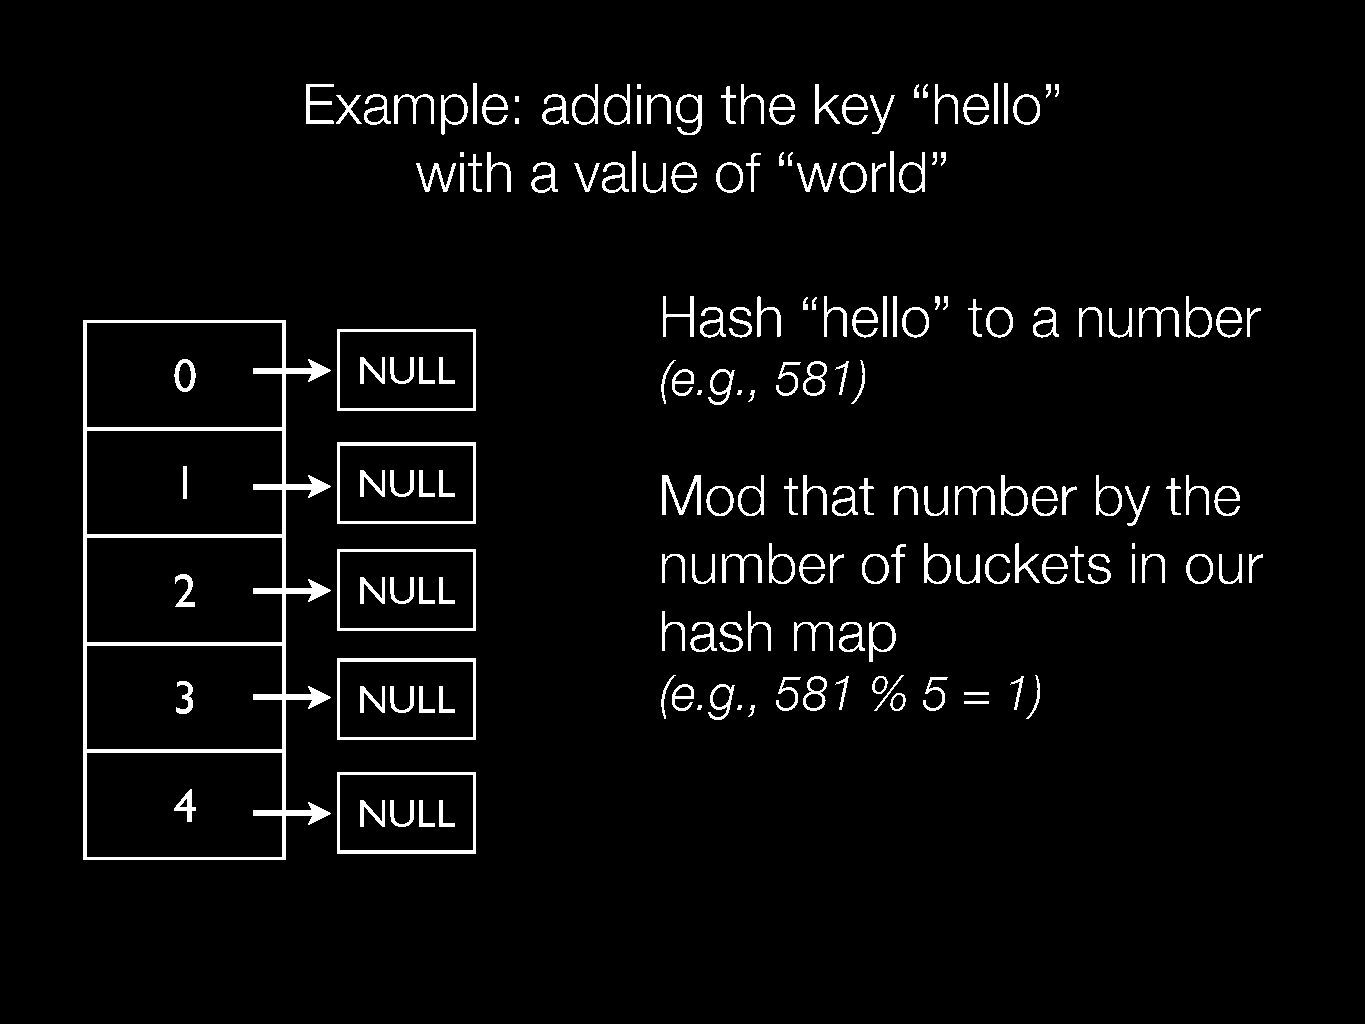 Example: adding the key “hello”
with a value of “world”
0
NULL
1
NULL
2
NULL
3
NULL
4
NULL
Hash “hello” to a number
(e.g., 581)
Mod that number by the
number of buckets in our
hash map
(e.g., 581 % 5 = 1)